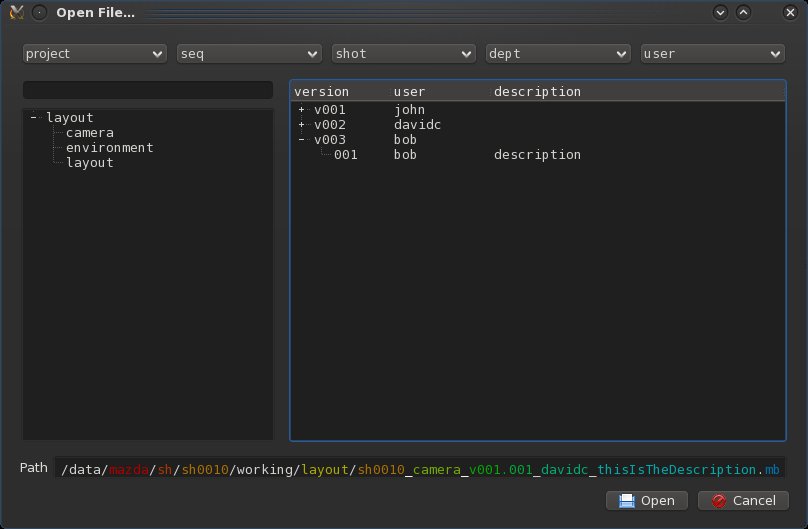 Open File...
project seq shot dept user
version user description
layout
camera
environment
layout
v001 john
v002 davidc
v003 bob
001 bob description
Path /data/mazda/sh/sh0010/working/layout/sh0010_camera_v001.001_davidc_thisIsTheDescription.mb
Open Cancel